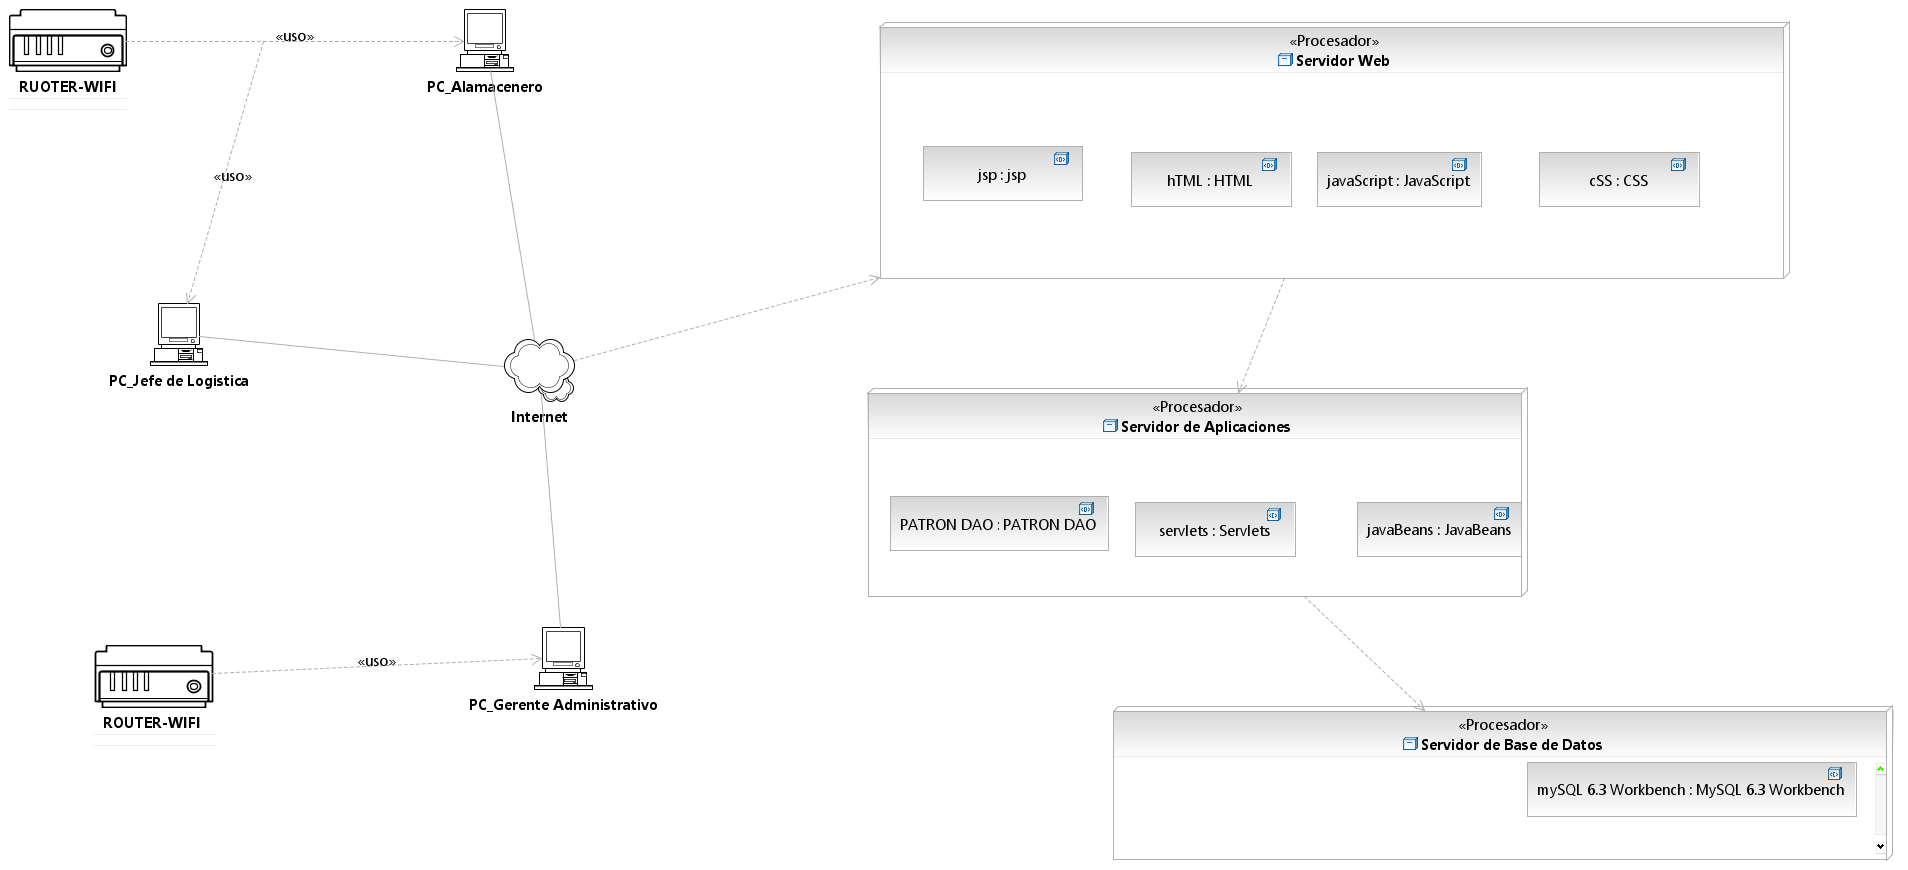 «uso»
RUOTER-WIFI
PC_Alamacenero
«uso»
PC_Jefe de Logistica
Internet
«uso»
ROUTER-WIFI
PC_Gerente Administrativo
«Procesador»
Servidor Web
jsp : jsp
hTML : HTML
javaScript : JavaScript
cSS : CSS
«Procesador»
Servidor de Aplicaciones
PATRON DAO : PATRON DAO
servlets : Servlets
javaBeans : JavaBeans
«Procesador»
Servidor de Base de Datos
mySQL 6.3 Workbench : MySQL 6.3 Workbench